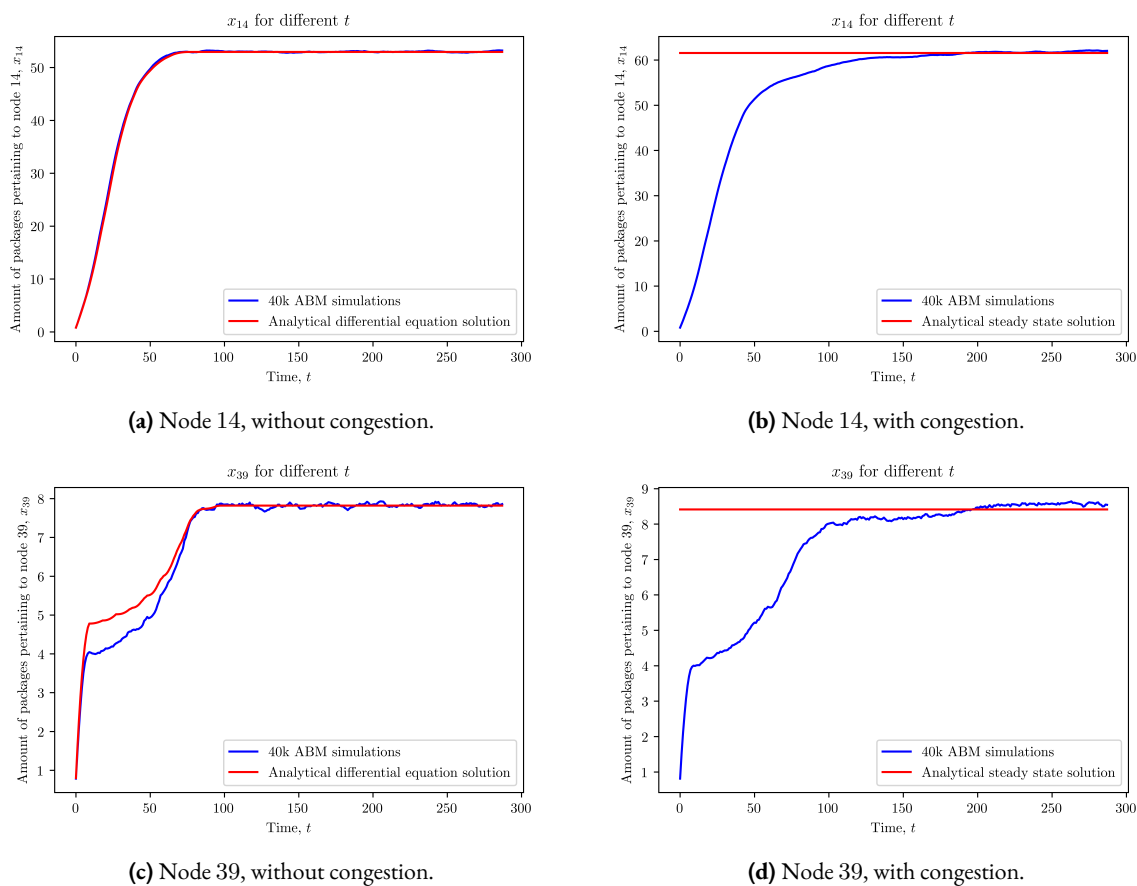 x₁₄ for different t
Amount of packages pertaining to node 14, x₁₄
50
40
30
20
10
0
0 50 100 150 200 250 300
Time, t
40k ABM simulations
Analytical differential equation solution
(a) Node 14, without congestion.
x₁₄ for different t
Amount of packages pertaining to node 14, x₁₄
60
50
40
30
20
10
0
0 50 100 150 200 250 300
Time, t
40k ABM simulations
Analytical steady state solution
(b) Node 14, with congestion.
x₃₉ for different t
Amount of packages pertaining to node 39, x₃₉
8
7
6
5
4
3
2
1
0 50 100 150 200 250 300
Time, t
40k ABM simulations
Analytical differential equation solution
(c) Node 39, without congestion.
x₃₉ for different t
Amount of packages pertaining to node 39, x₃₉
9
8
7
6
5
4
3
2
1
0 50 100 150 200 250 300
Time, t
40k ABM simulations
Analytical steady state solution
(d) Node 39, with congestion.